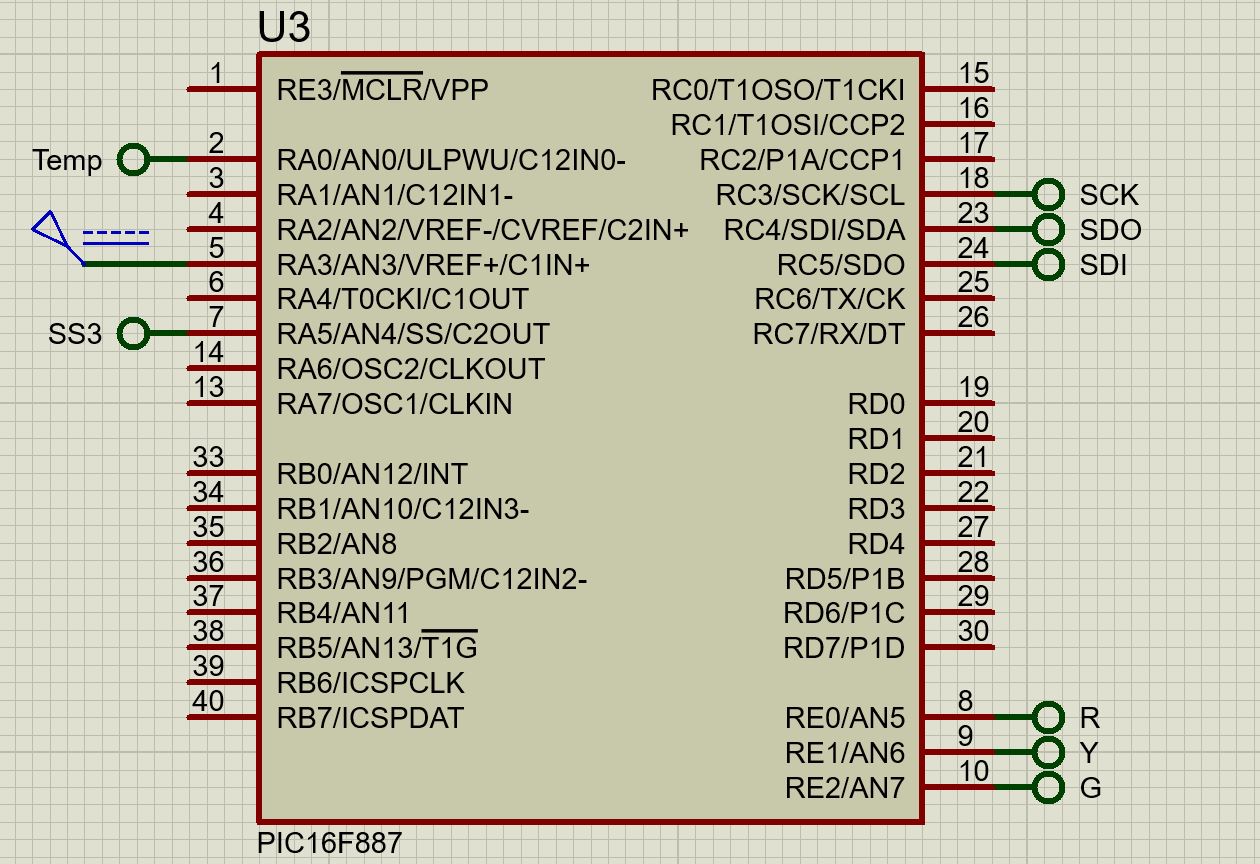 U3
1 RE3/MCLR/VPP RC0/T1OSO/T1CKI 15
RC1/T1OSI/CCP2 16
Temp 2 RA0/AN0/ULPWU/C12IN0- RC2/P1A/CCP1 17
3 RA1/AN1/C12IN1- RC3/SCK/SCL 18 SCK
4 RA2/AN2/VREF-/CVREF/C2IN+ RC4/SDI/SDA 23 SDO
5 RA3/AN3/VREF+/C1IN+ RC5/SDO 24 SDI
6 RA4/T0CKI/C1OUT RC6/TX/CK 25
SS3 7 RA5/AN4/SS/C2OUT RC7/RX/DT 26
14 RA6/OSC2/CLKOUT
13 RA7/OSC1/CLKIN RD0 19
RD1 20
33 RB0/AN12/INT RD2 21
34 RB1/AN10/C12IN3- RD3 22
35 RB2/AN8 RD4 27
36 RB3/AN9/PGM/C12IN2- RD5/P1B 28
37 RB4/AN11 RD6/P1C 29
38 RB5/AN13/T1G RD7/P1D 30
39 RB6/ICSPCLK
40 RB7/ICSPDAT RE0/AN5 8 R
RE1/AN6 9 Y
RE2/AN7 10 G
PIC16F887